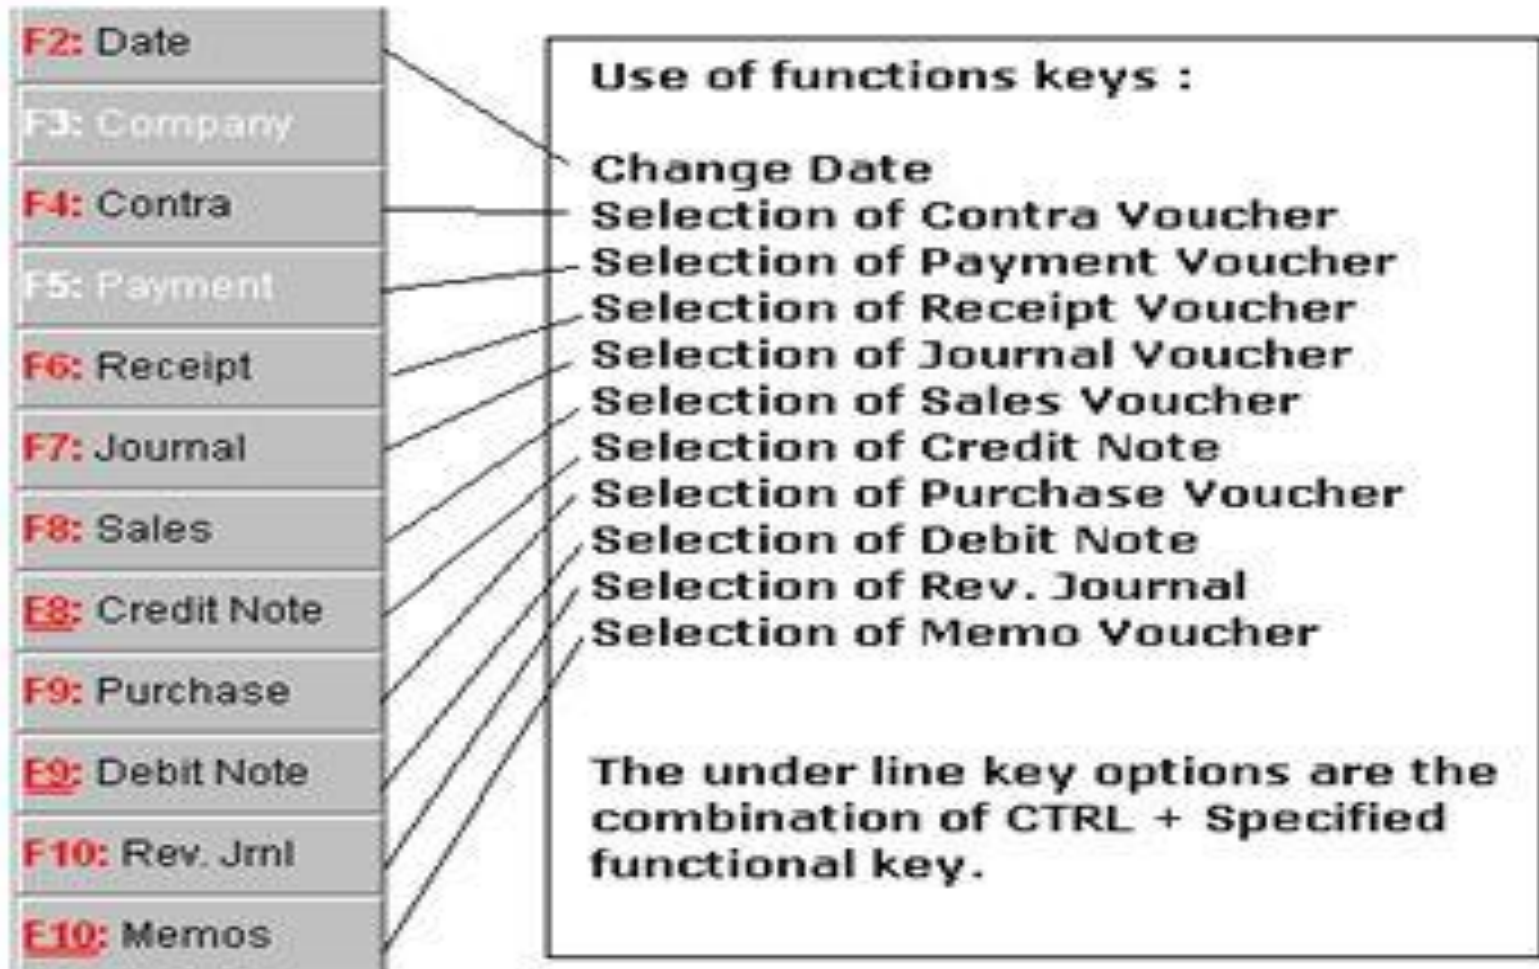 F2: Date
F3: Company
F4: Contra
F5: Payment
F6: Receipt
F7: Journal
F8: Sales
F8: Credit Note
F9: Purchase
F9: Debit Note
F10: Rev. Jrnl
F10: Memos
Use of functions keys :
Change Date
Selection of Contra Voucher
Selection of Payment Voucher
Selection of Receipt Voucher
Selection of Journal Voucher
Selection of Sales Voucher
Selection of Credit Note
Selection of Purchase Voucher
Selection of Debit Note
Selection of Rev. Journal
Selection of Memo Voucher
The under line key options are the
combination of CTRL + Specified
functional key.